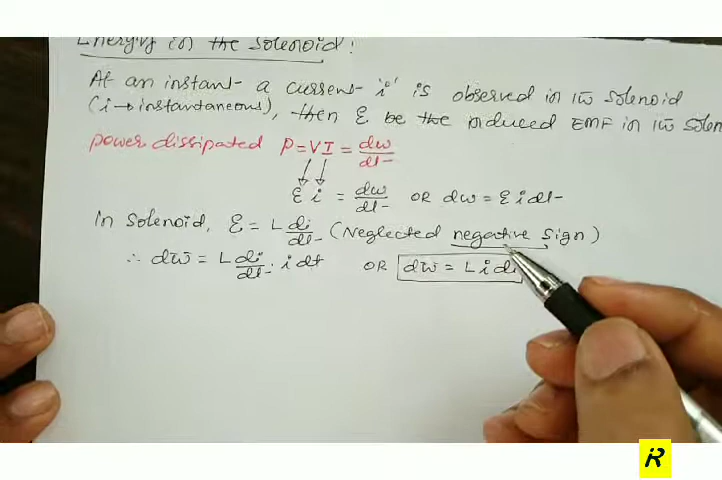 Energy in the Solenoid:
At an instant a current 'i' is observed in the solenoid
(i→instantaneous), then ε be the induced EMF in the solen
power dissipated P = VI = dw/dt
ε i = dw/dt OR dw = ε i dt
In Solenoid, ε = L di/dt (Neglected negative sign)
∴ dw = L di/dt · i dt OR dw = L i di
R